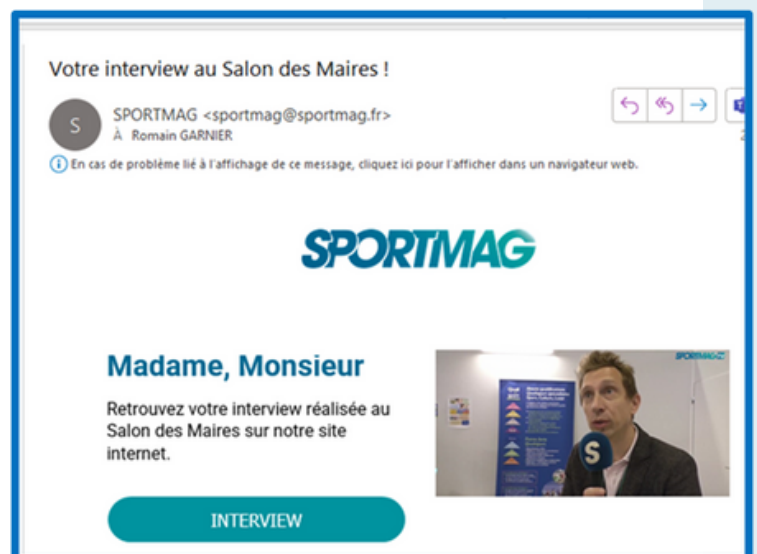 Votre interview au Salon des Maires !
S
SPORTMAG <sportmag@sportmag.fr>
À Romain GARNIER
En cas de problème lié à l'affichage de ce message, cliquez ici pour l'afficher dans un navigateur web.
SPORTMAG
Madame, Monsieur
Retrouvez votre interview réalisée au
Salon des Maires sur notre site
internet.
SPORTMAG
S
INTERVIEW